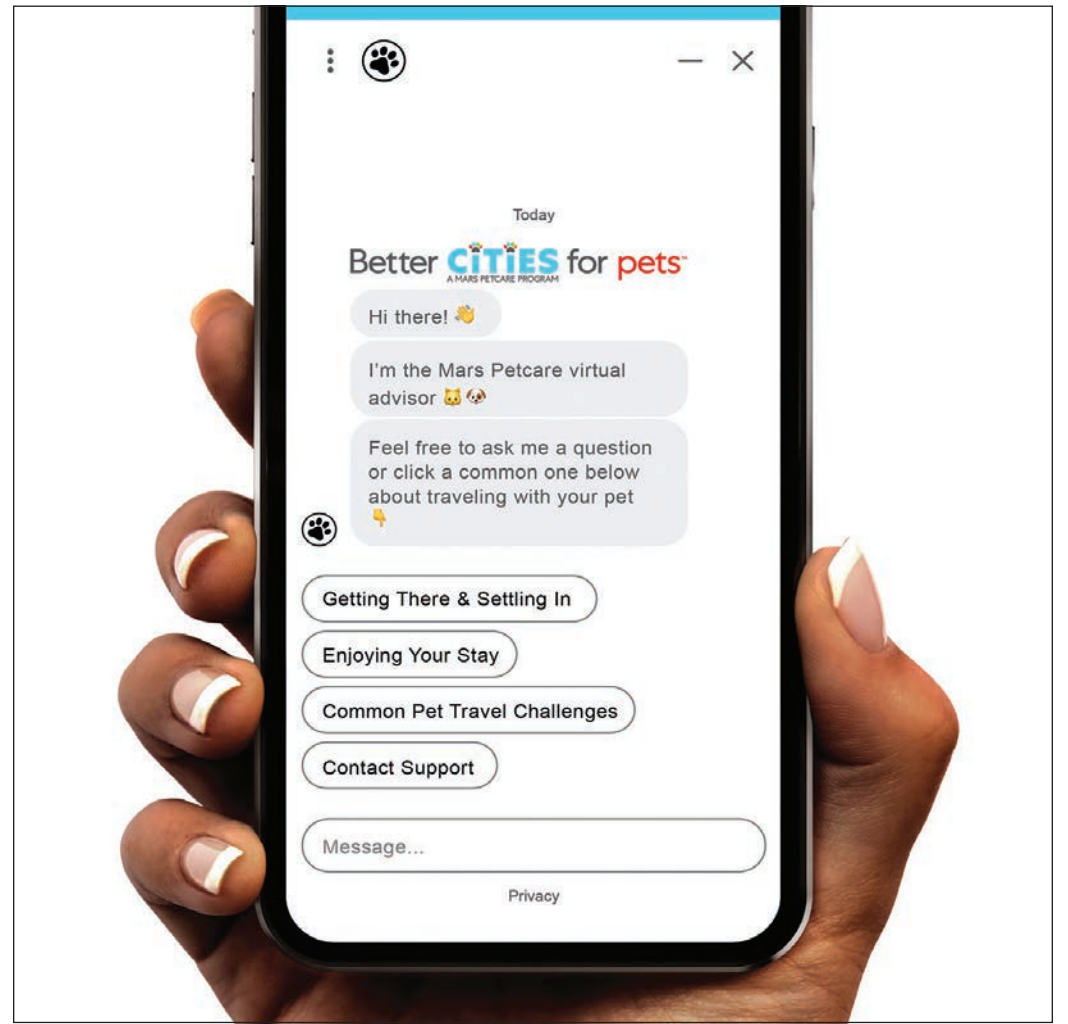 Today
Better CiTiES for pets™
A MARS PETCARE PROGRAM
Hi there! 👋
I'm the Mars Petcare virtual
advisor 🐱🐶
Feel free to ask me a question
or click a common one below
about traveling with your pet
👇
Getting There & Settling In
Enjoying Your Stay
Common Pet Travel Challenges
Contact Support
Message...
Privacy